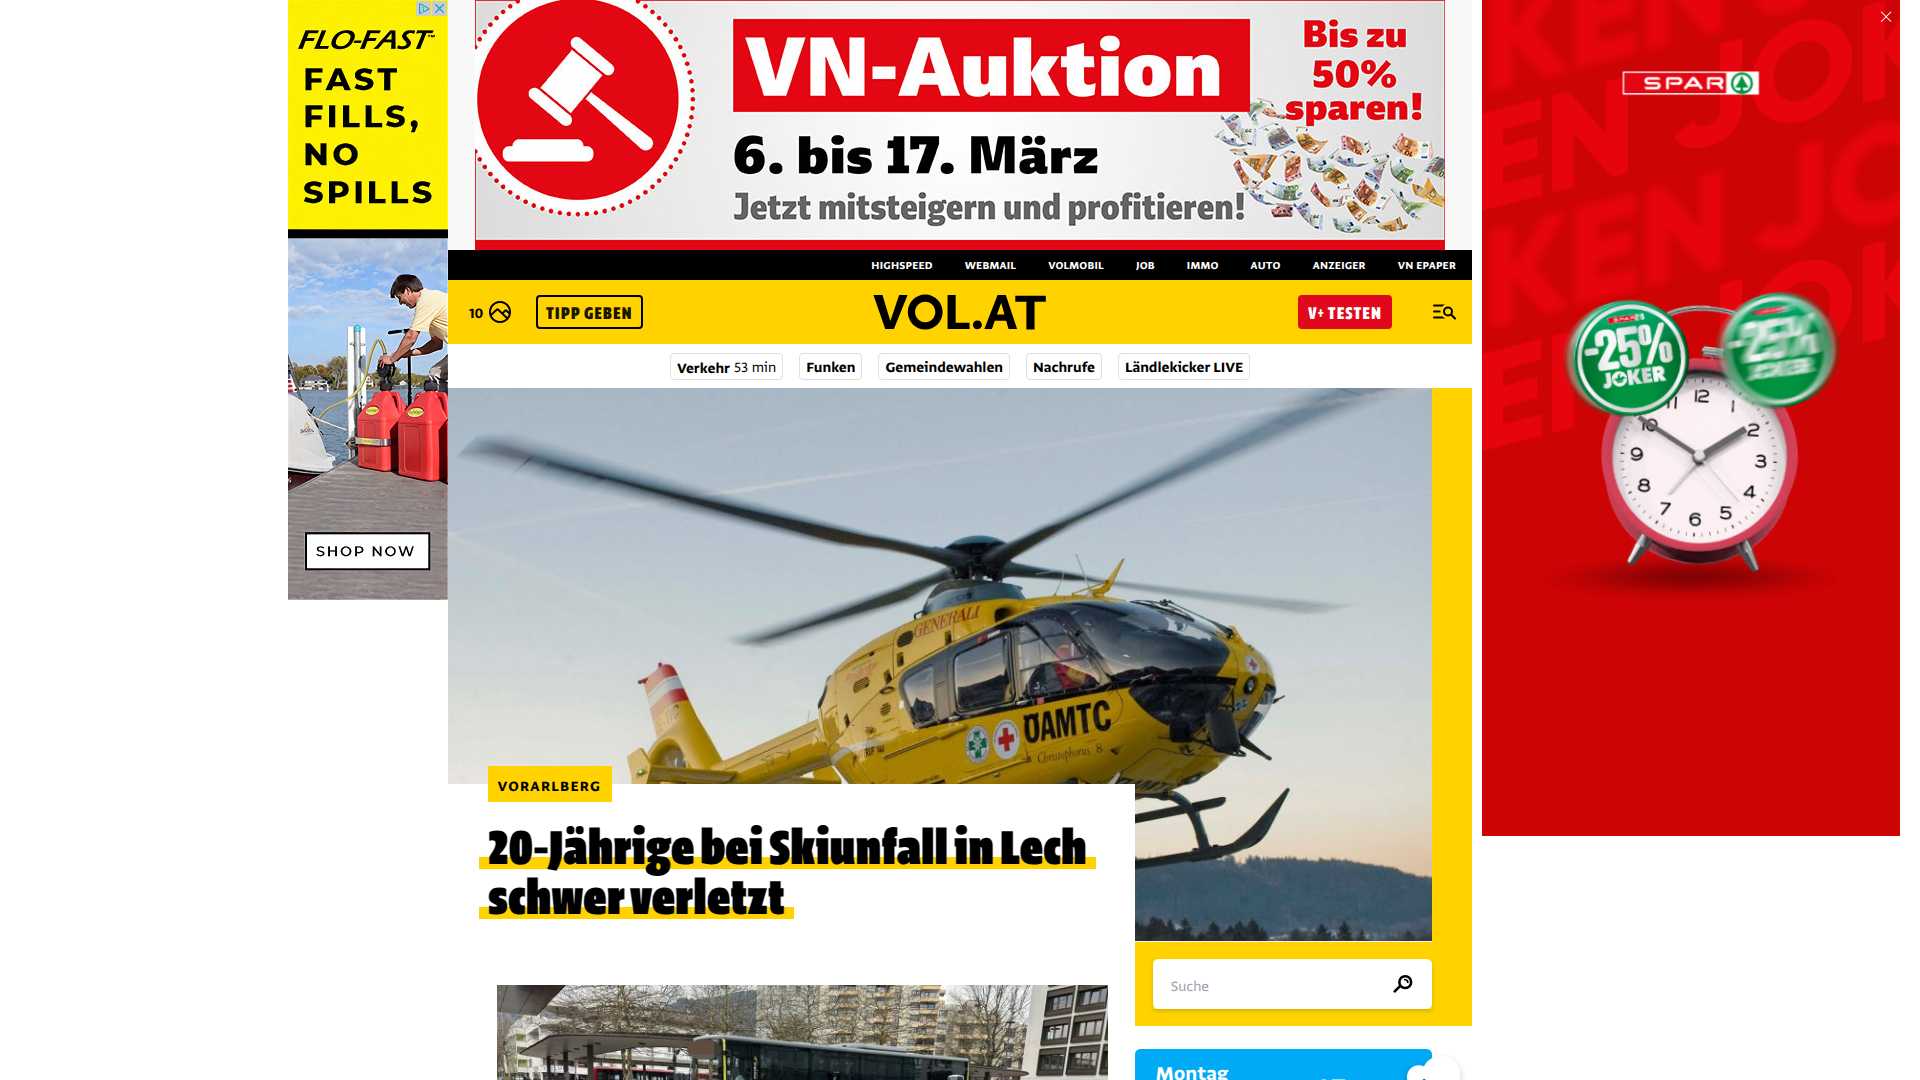 FLO-FAST™
FAST
FILLS,
NO
SPILLS
SHOP NOW
VN-Auktion
6. bis 17. März
Jetzt mitsteigern und profitieren!
Bis zu
50%
sparen!
HIGHSPEED WEBMAIL VOLMOBIL JOB IMMO AUTO ANZEIGER VN EPAPER
10 TIPP GEBEN VOL.AT V+ TESTEN
Verkehr 53 min Funken Gemeindewahlen Nachrufe Ländlekicker LIVE
GENERALI
ÖAMTC
Christophorus 8
VORARLBERG
20-Jährige bei Skiunfall in Lech
schwer verletzt
Suche
Montag
SPAR
-25%
JOKER
-25%
JOKER
12
1
2
3
4
5
6
7
8
9
10
11